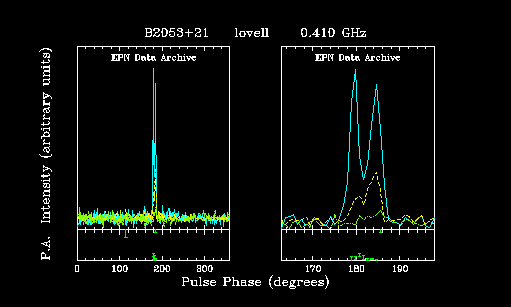 B2053+21 lovell 0.410 GHz
EPN Data Archive EPN Data Archive
P.A. Intensity (arbitrary units)
0 100 200 300 170 180 190
Pulse Phase (degrees)